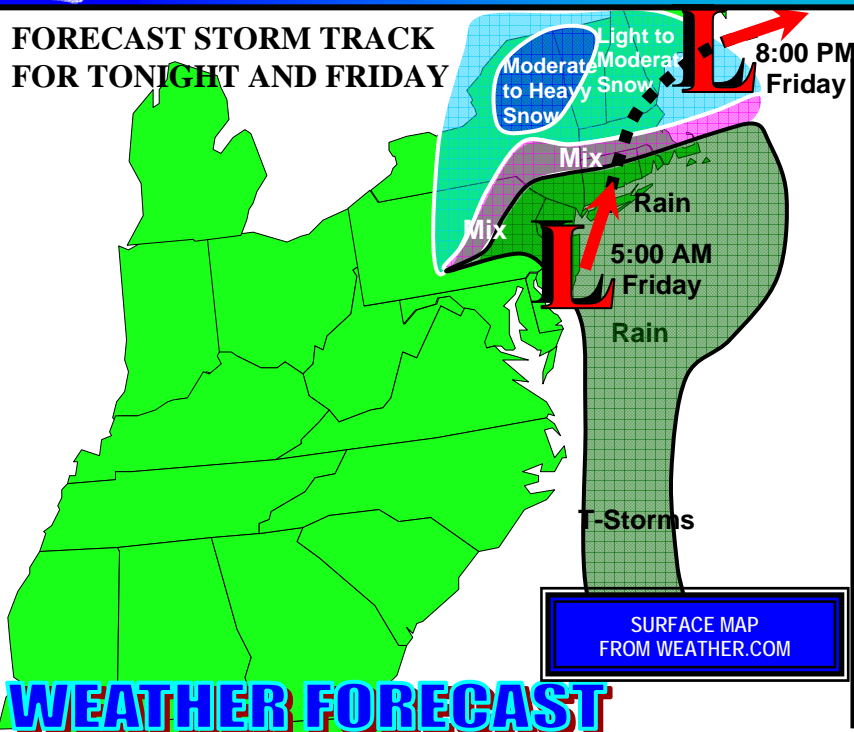 FORECAST STORM TRACK
FOR TONIGHT AND FRIDAY
Light to
Moderat
Snow
Moderate
to Heavy
Snow
L
8:00 PM
Friday
Mix
Mix
Rain
L
5:00 AM
Friday
Rain
T-Storms
SURFACE MAP
FROM WEATHER.COM
WEATHER FORECAST